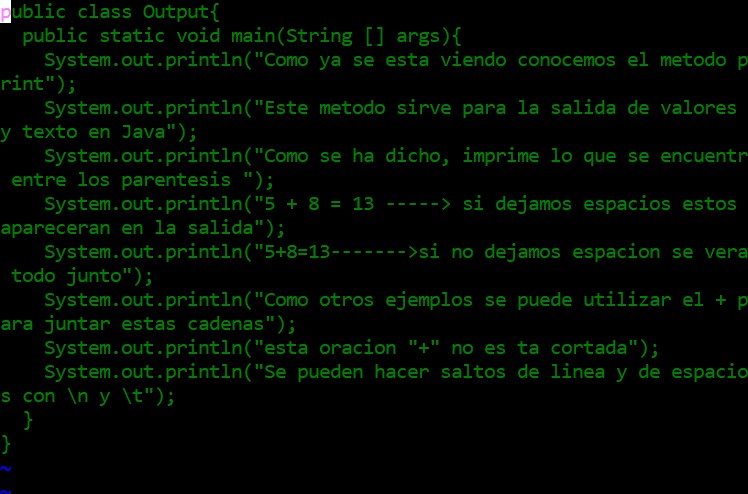 public class Output{
  public static void main(String [] args){
    System.out.println("Como ya se esta viendo conocemos el metodo p
rint");
    System.out.println("Este metodo sirve para la salida de valores 
y texto en Java");
    System.out.println("Como se ha dicho, imprime lo que se encuentr
 entre los parentesis ");
    System.out.println("5 + 8 = 13 -----> si dejamos espacios estos 
apareceran en la salida");
    System.out.println("5+8=13------->si no dejamos espacion se vera
 todo junto");
    System.out.println("Como otros ejemplos se puede utilizar el + p
ara juntar estas cadenas");
    System.out.println("esta oracion "+" no es ta cortada");
    System.out.println("Se pueden hacer saltos de linea y de espacio
s con \n y \t");
  }
}
~
~